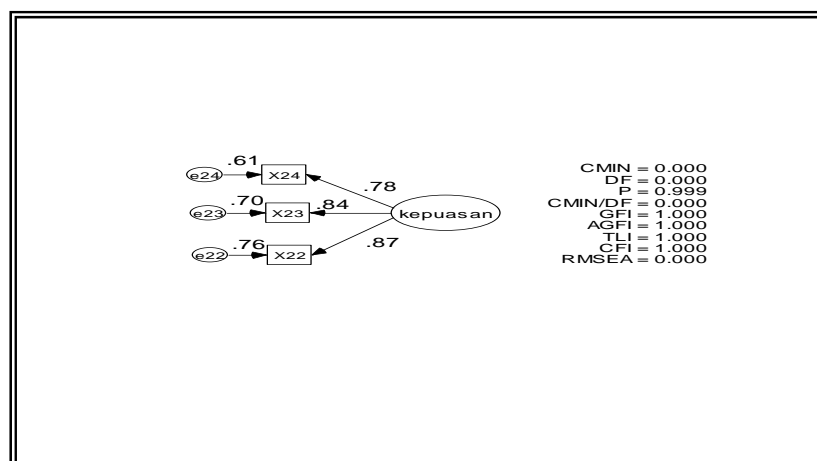 .61
e24 X24
.78
.70
e23 X23
.84
kepuasan
.76
e22 X22
.87
CMIN = 0.000
DF = 0.000
P = 0.999
CMIN/DF = 0.000
GFI = 1.000
AGFI = 1.000
TLI = 1.000
CFI = 1.000
RMSEA = 0.000